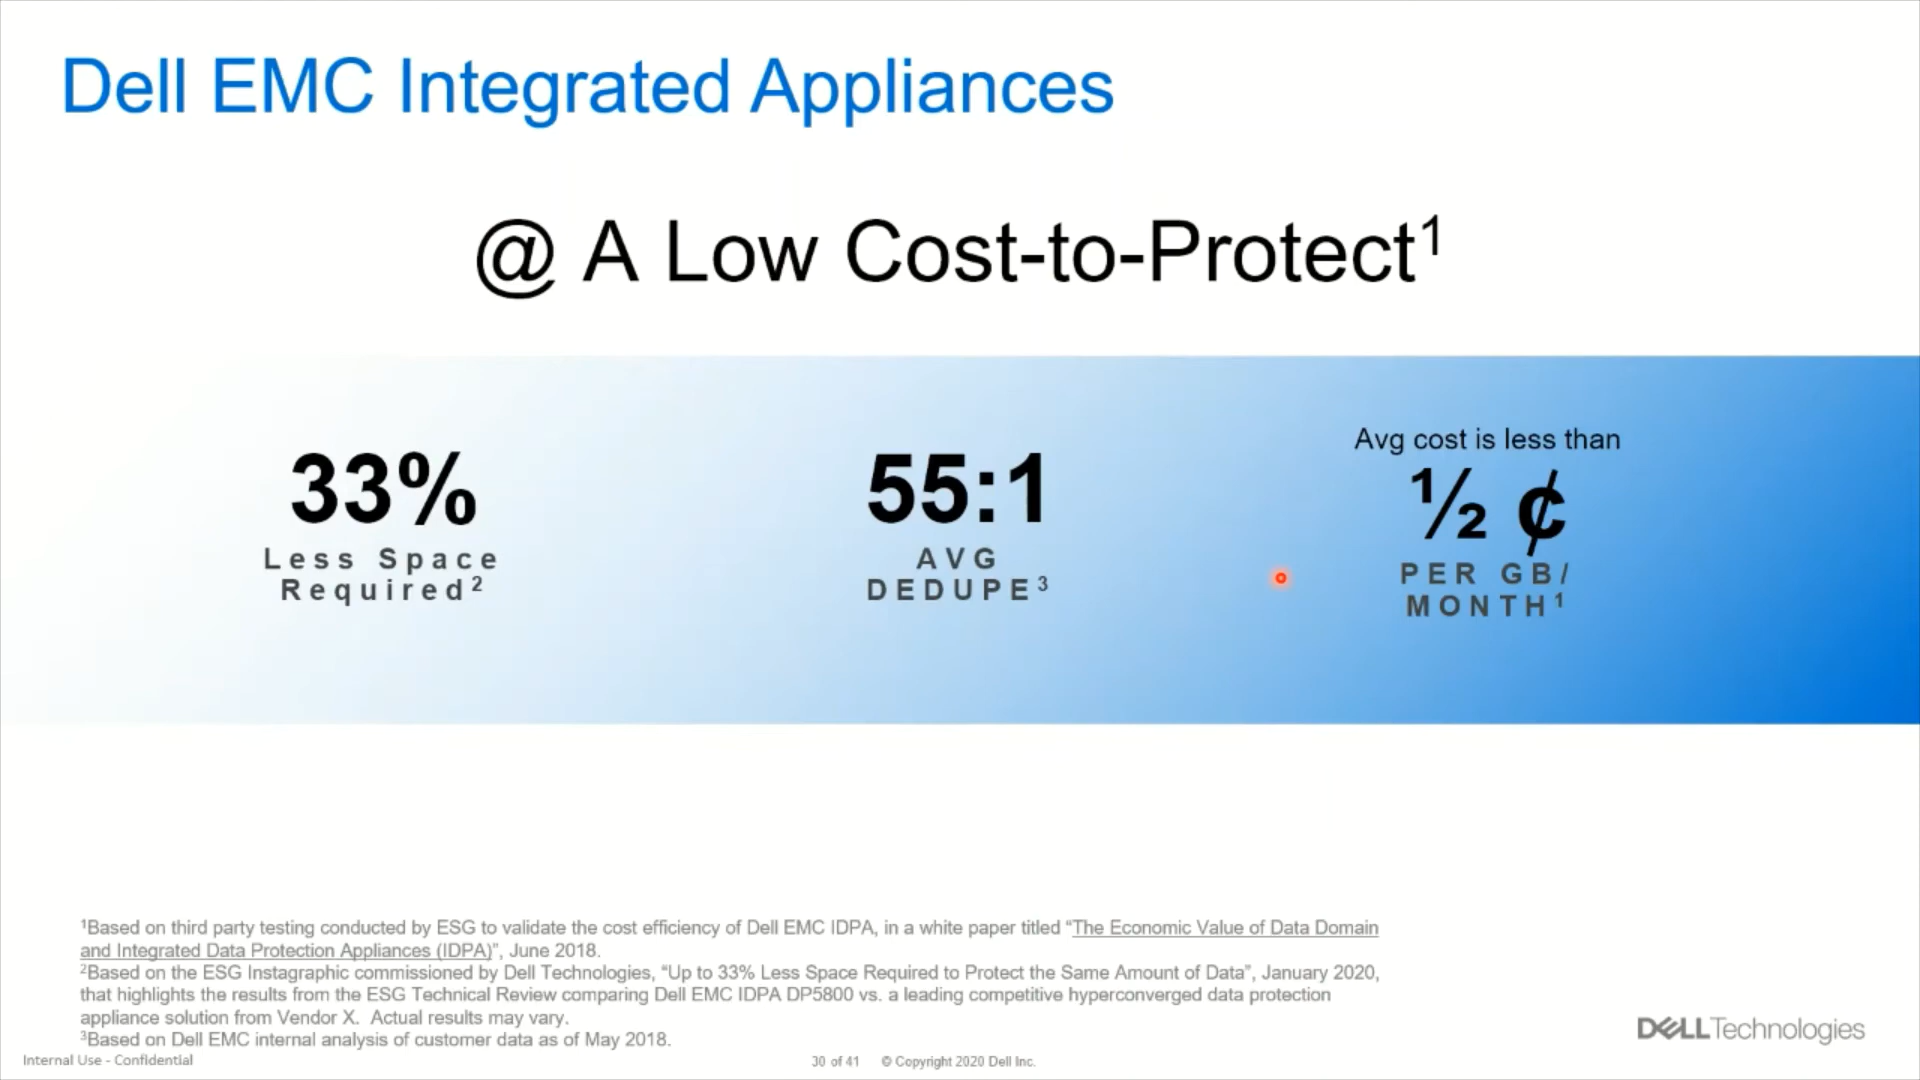 Dell EMC Integrated Appliances
@ A Low Cost-to-Protect¹
33%
Less Space
Required²
55:1
AVG
DEDUPE³
Avg cost is less than
½ ¢
PER GB/
MONTH¹
¹Based on third party testing conducted by ESG to validate the cost efficiency of Dell EMC IDPA, in a white paper titled “The Economic Value of Data Domain
and Integrated Data Protection Appliances (IDPA)”, June 2018.
²Based on the ESG Instagraphic commissioned by Dell Technologies, “Up to 33% Less Space Required to Protect the Same Amount of Data”, January 2020,
that highlights the results from the ESG Technical Review comparing Dell EMC IDPA DP5800 vs. a leading competitive hyperconverged data protection
appliance solution from Vendor X.  Actual results may vary.
³Based on Dell EMC internal analysis of customer data as of May 2018.
DELLTechnologies
Internal Use - Confidential
30 of 41
© Copyright 2020 Dell Inc.